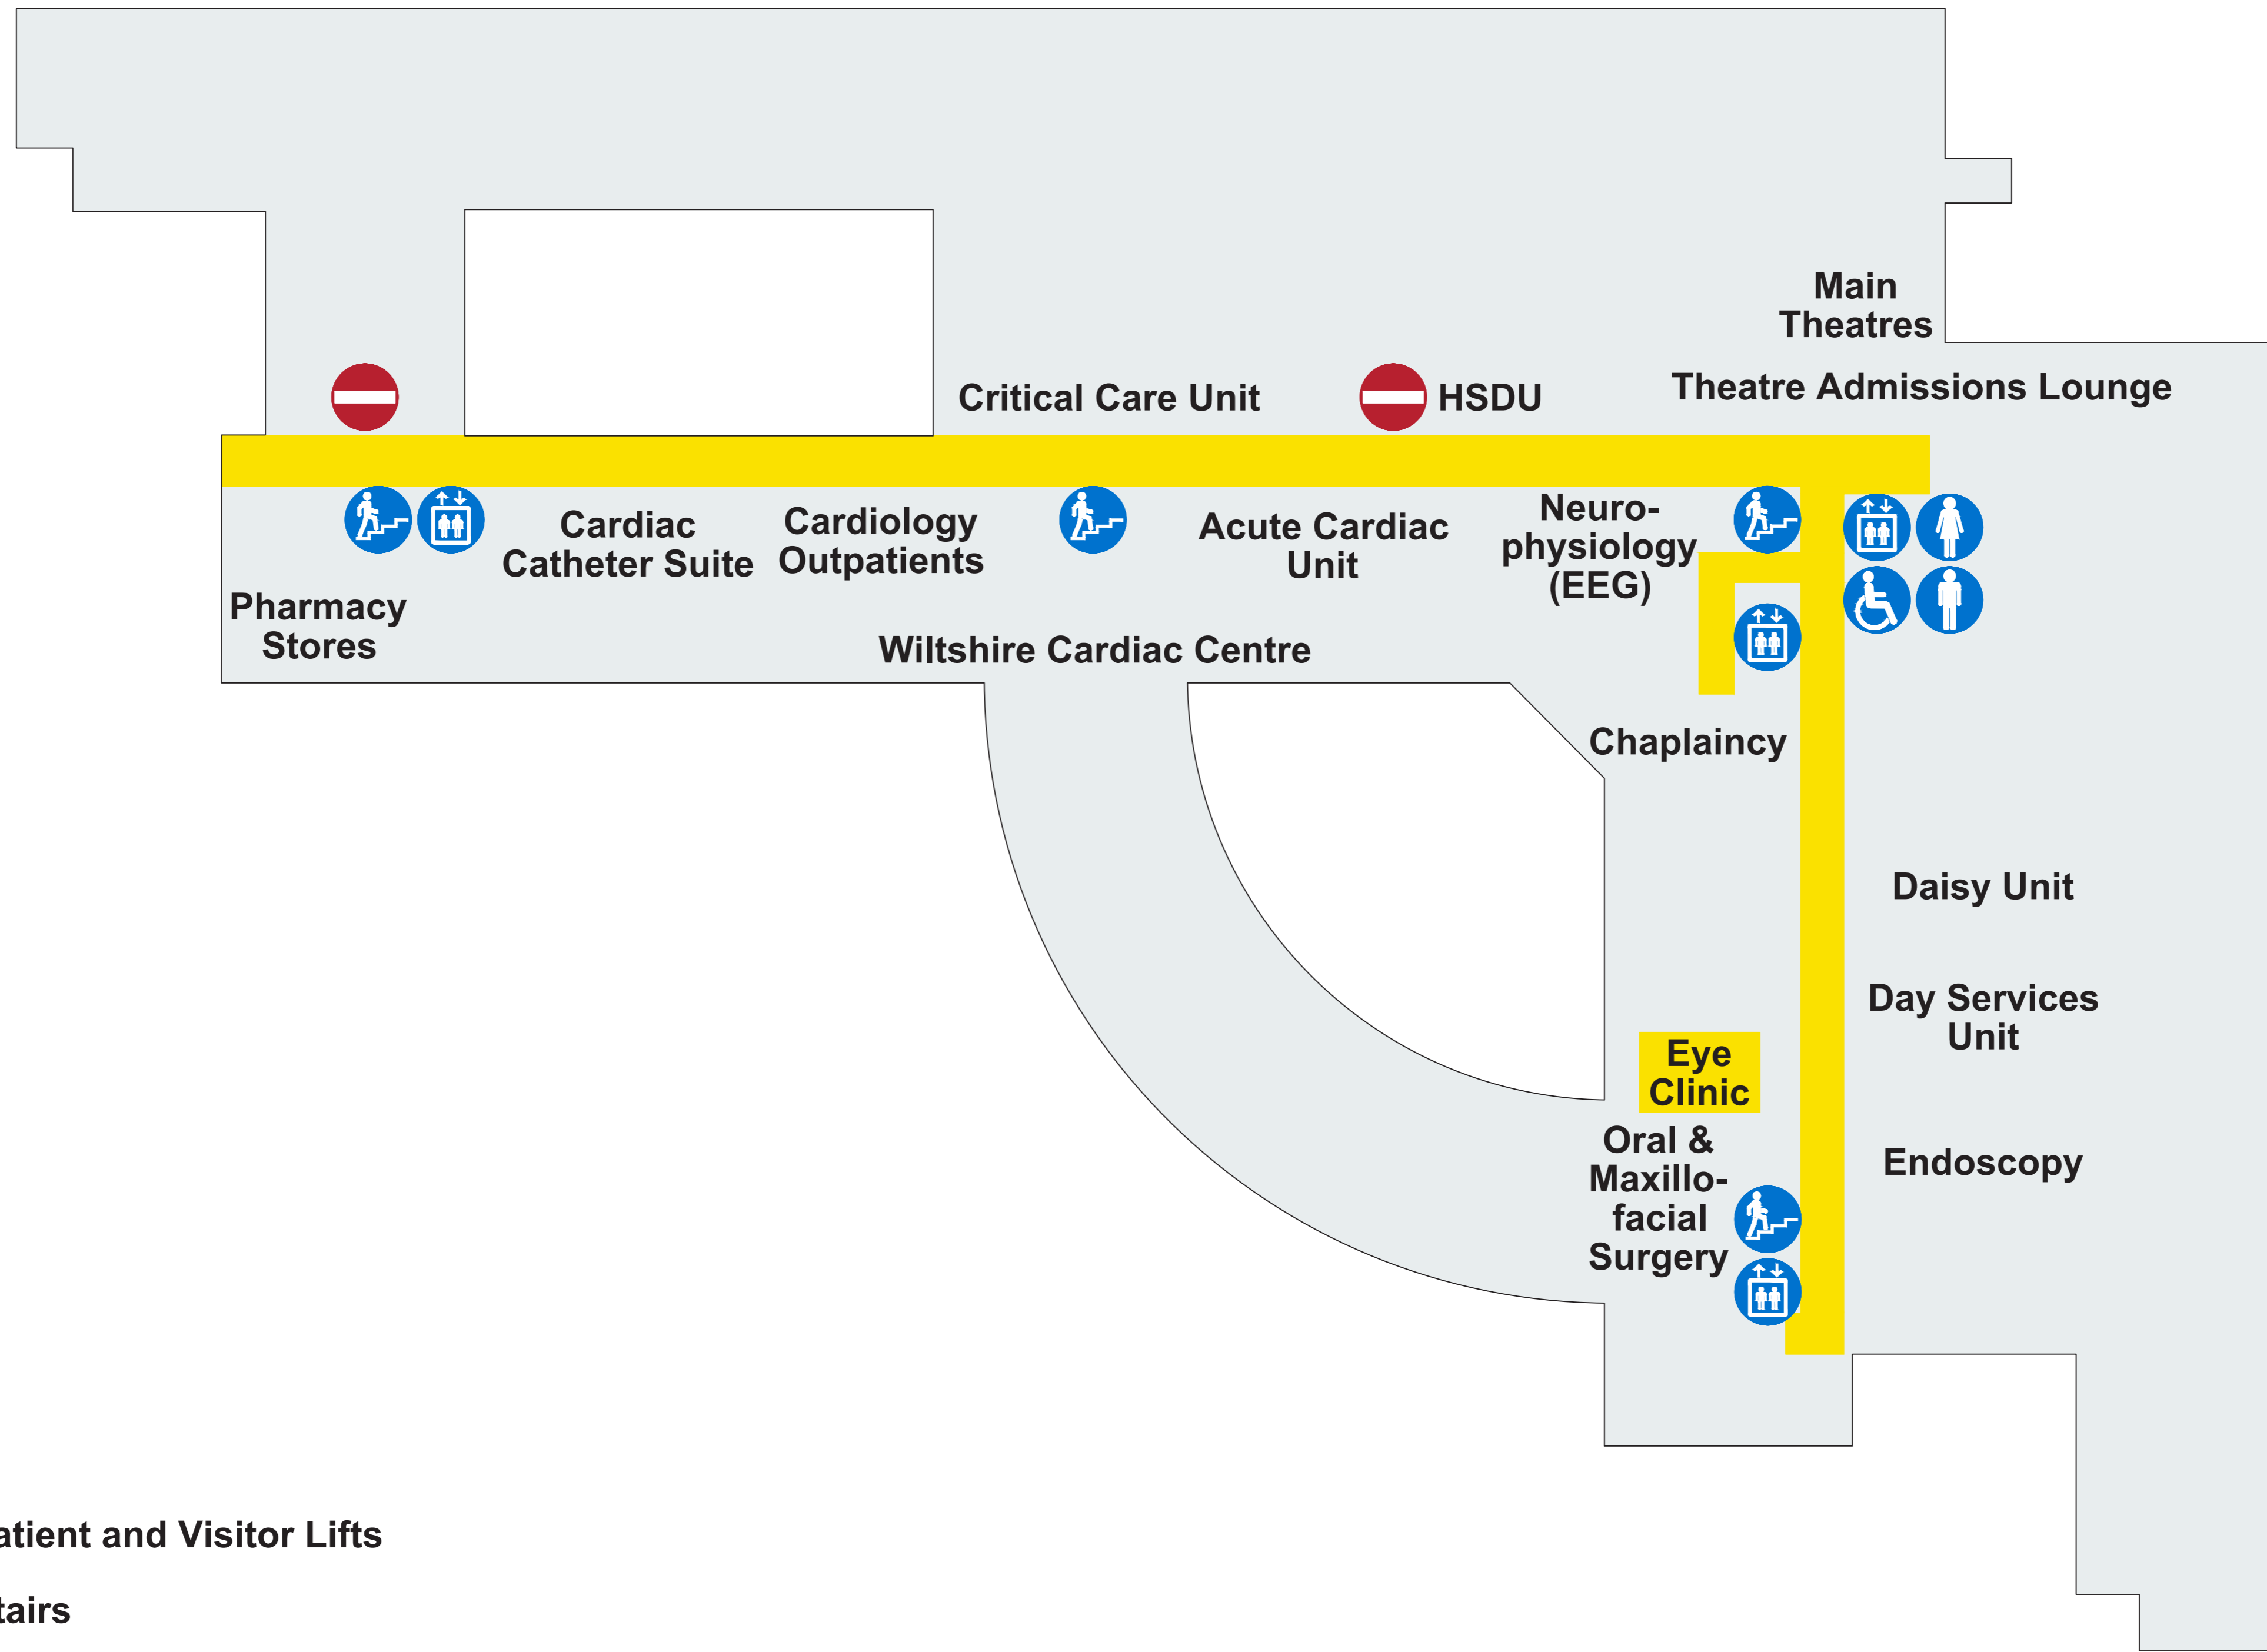 Main
Theatres
Theatre Admissions Lounge
Critical Care Unit
HSDU
Cardiac
Catheter Suite
Cardiology
Outpatients
Acute Cardiac
Unit
Neuro-
physiology
(EEG)
Pharmacy
Stores
Wiltshire Cardiac Centre
Chaplaincy
Daisy Unit
Day Services
Unit
Eye
Clinic
Oral &
Maxillo-
facial
Surgery
Endoscopy
atient and Visitor Lifts
tairs